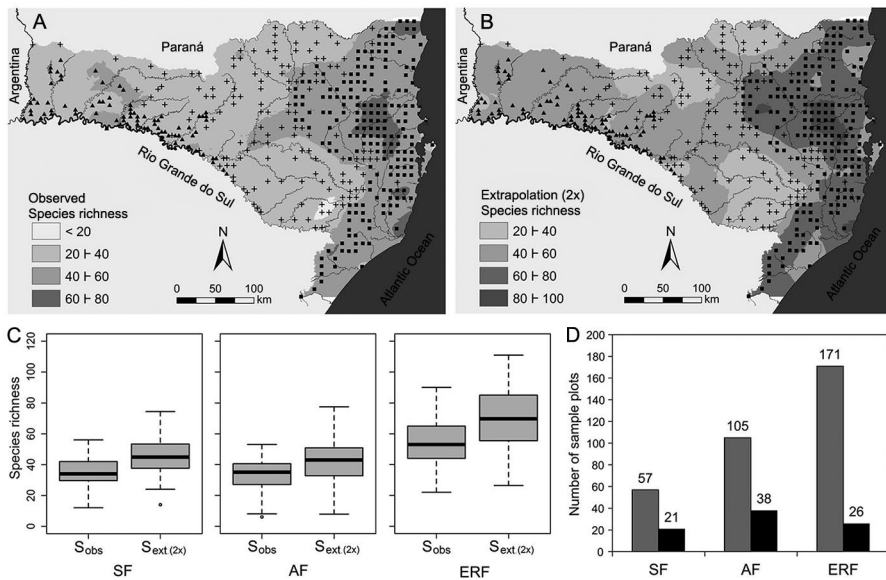 A
Paraná
Argentina
Rio Grande do Sul
Observed
Species richness
< 20
20 Ͱ 40
40 Ͱ 60
60 Ͱ 80
N
0 50 100
km
Atlantic Ocean
B
Paraná
Argentina
Rio Grande do Sul
Extrapolation (2x)
Species richness
20 Ͱ 40
40 Ͱ 60
60 Ͱ 80
80 Ͱ 100
N
0 50 100
km
Atlantic Ocean
C
Species richness
120
100
80
60
40
20
0
Sobs Sext (2x)
SF
Sobs Sext (2x)
AF
Sobs Sext (2x)
ERF
D
Number of sample plots
200
180
160
140
120
100
80
60
40
20
0
57
21
105
38
171
26
SF AF ERF